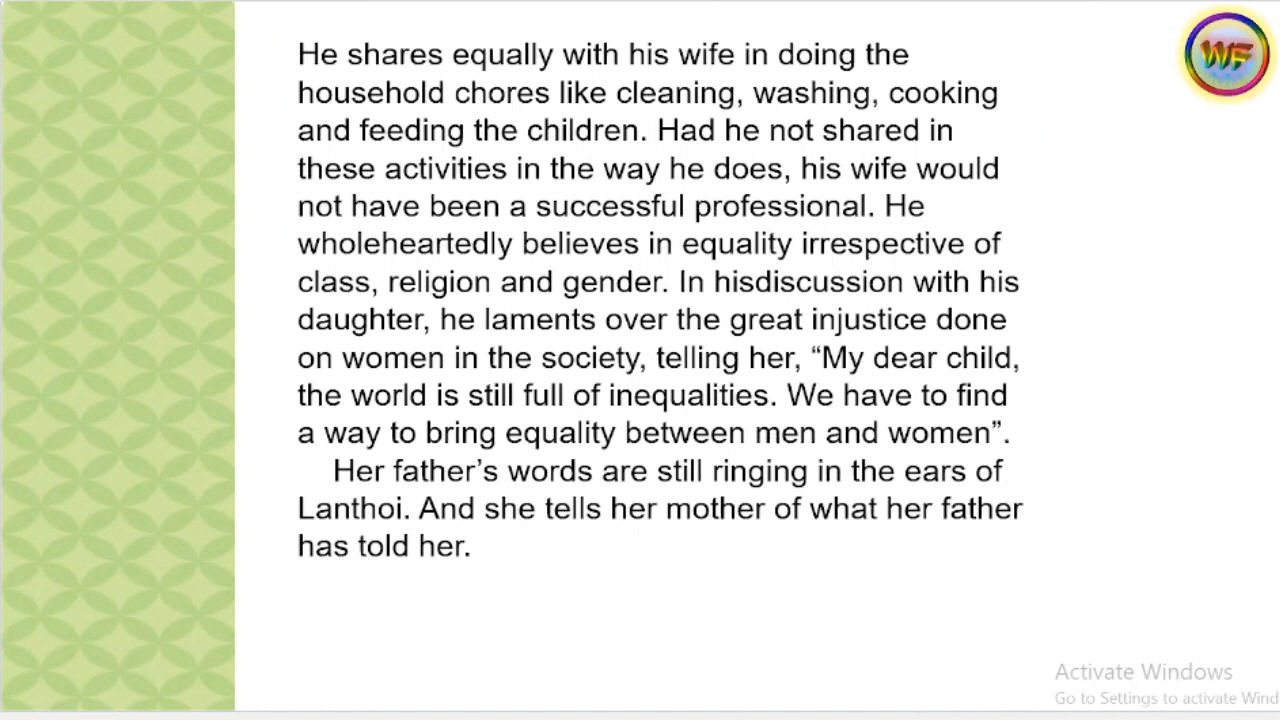 He shares equally with his wife in doing the
household chores like cleaning, washing, cooking
and feeding the children. Had he not shared in
these activities in the way he does, his wife would
not have been a successful professional. He
wholeheartedly believes in equality irrespective of
class, religion and gender. In hisdiscussion with his
daughter, he laments over the great injustice done
on women in the society, telling her, “My dear child,
the world is still full of inequalities. We have to find
a way to bring equality between men and women”.
Her father’s words are still ringing in the ears of
Lanthoi. And she tells her mother of what her father
has told her.
WF
Activate Windows
Go to Settings to activate Wind